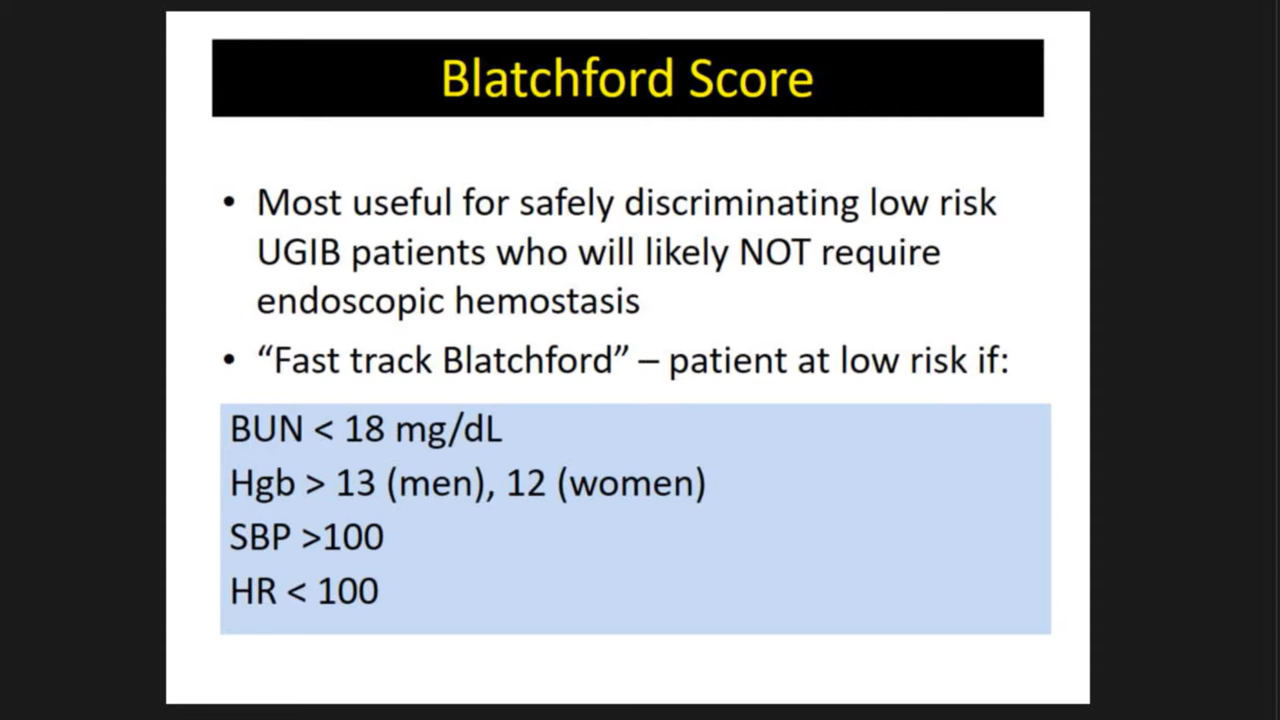 Blatchford Score
• Most useful for safely discriminating low risk
UGIB patients who will likely NOT require
endoscopic hemostasis
• “Fast track Blatchford” – patient at low risk if:
BUN < 18 mg/dL
Hgb > 13 (men), 12 (women)
SBP >100
HR < 100